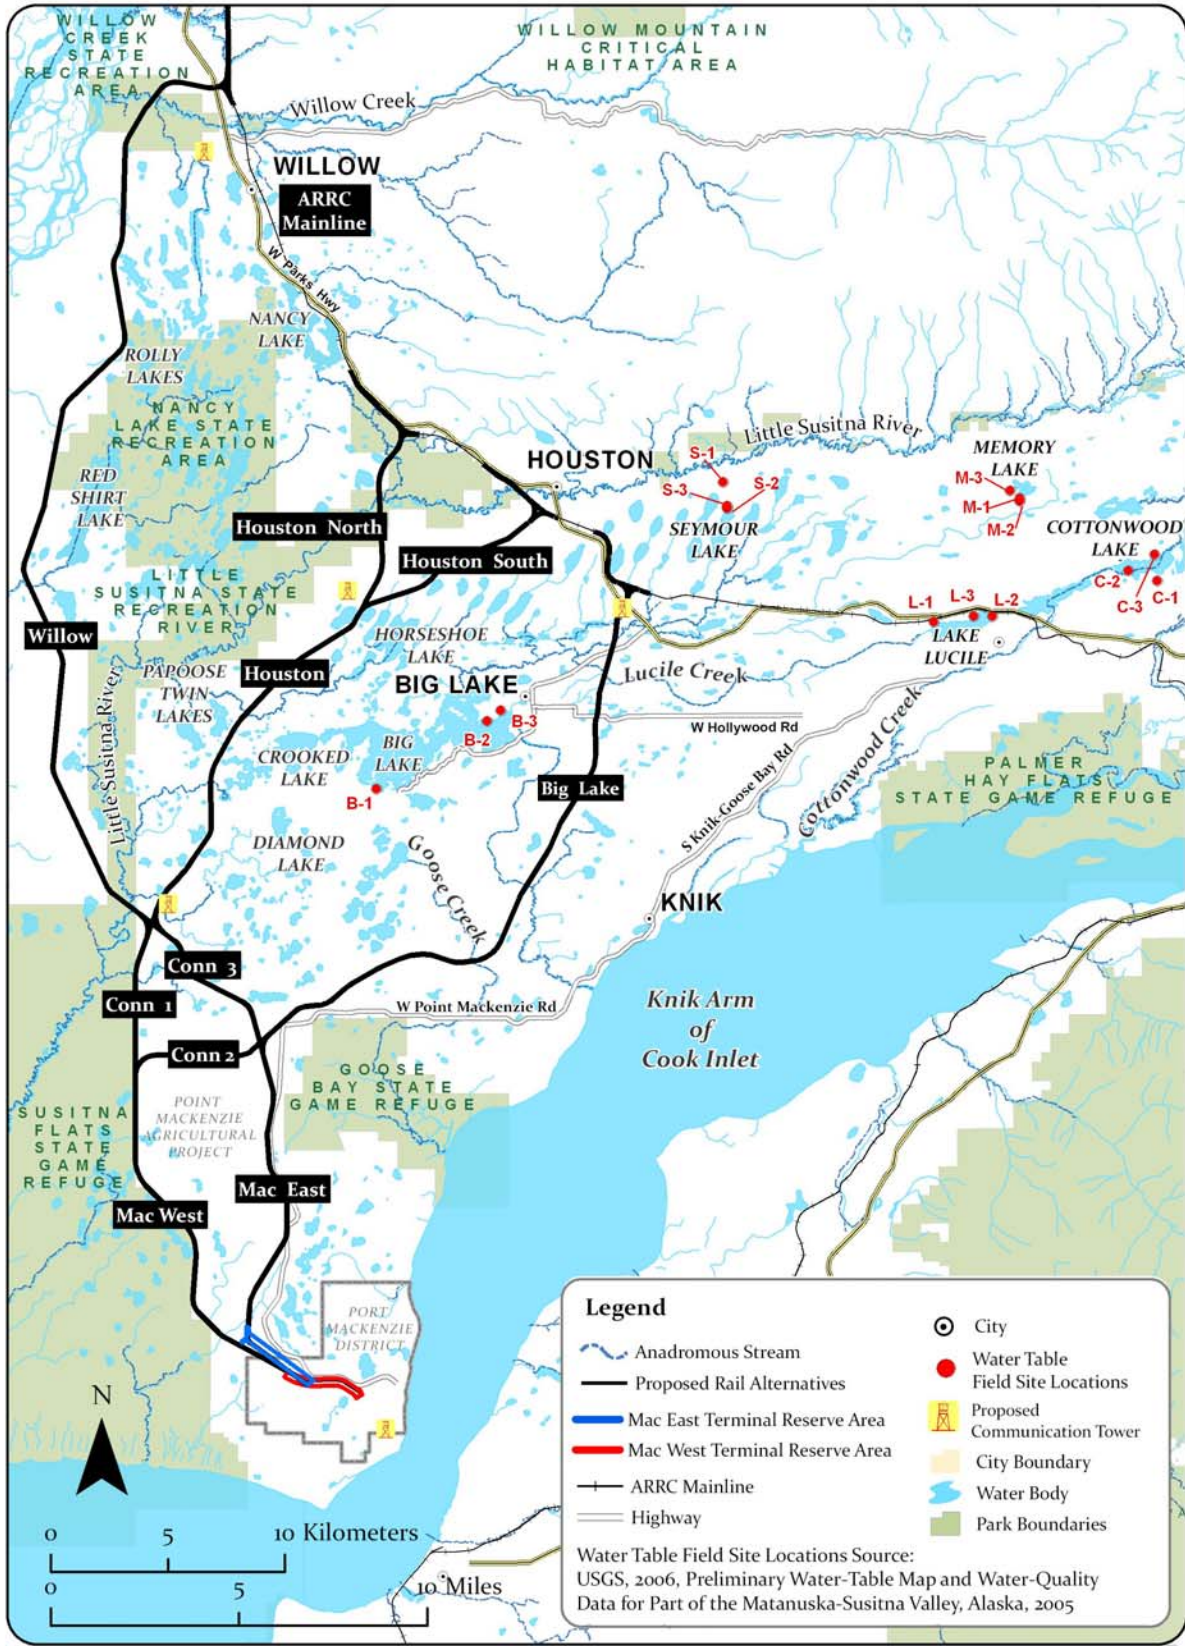 WILLOW
CREEK
STATE
RECREATION
AREA
WILLOW MOUNTAIN
CRITICAL
HABITAT AREA
Willow Creek
WILLOW
ARRC
Mainline
W Parks Hwy
NANCY
LAKE
ROLLY
LAKES
NANCY
LAKE STATE
RECREATION
AREA
RED
SHIRT
LAKE
Little Susitna River
HOUSTON
S-1
S-3
S-2
SEYMOUR
LAKE
MEMORY
LAKE
M-3
M-1
M-2
COTTONWOOD
LAKE
C-2
C-1
C-3
Houston North
Houston South
LITTLE
SUSITNA STATE
RECREATION
RIVER
Willow
HORSESHOE
LAKE
L-1
L-3
L-2
LAKE
LUCILE
Houston
PAPOOSE
TWIN
LAKES
BIG LAKE
Lucile Creek
B-3
B-2
W Hollywood Rd
BIG
LAKE
CROOKED
LAKE
B-1
Big Lake
S Knik-Goose Bay Rd
Cottonwood Creek
PALMER
HAY FLATS
STATE GAME REFUGE
Little Susitna River
DIAMOND
LAKE
Goose Creek
KNIK
Conn 3
Conn 1
W Point Mackenzie Rd
Knik Arm
of
Cook Inlet
Conn 2
GOOSE
BAY STATE
GAME REFUGE
POINT
MACKENZIE
AGRICULTURAL
PROJECT
SUSITNA
FLATS
STATE
GAME
REFUGE
Mac East
Mac West
PORT
MACKENZIE
DISTRICT
N
0 5 10 Kilometers
0 5 10 Miles
Legend
Anadromous Stream
Proposed Rail Alternatives
Mac East Terminal Reserve Area
Mac West Terminal Reserve Area
ARRC Mainline
Highway
City
Water Table
Field Site Locations
Proposed
Communication Tower
City Boundary
Water Body
Park Boundaries
Water Table Field Site Locations Source:
USGS, 2006, Preliminary Water-Table Map and Water-Quality
Data for Part of the Matanuska-Susitna Valley, Alaska, 2005